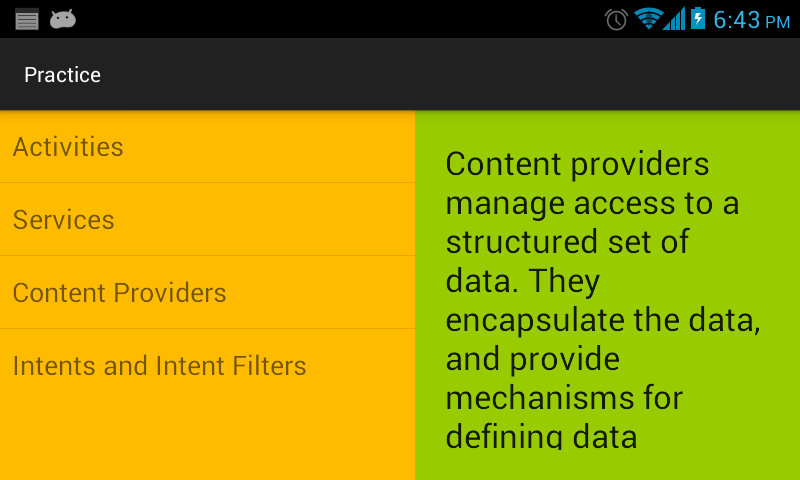 6:43 PM
Practice
Activities
Services
Content Providers
Intents and Intent Filters
Content providers
manage access to a
structured set of
data. They
encapsulate the data,
and provide
mechanisms for
defining data